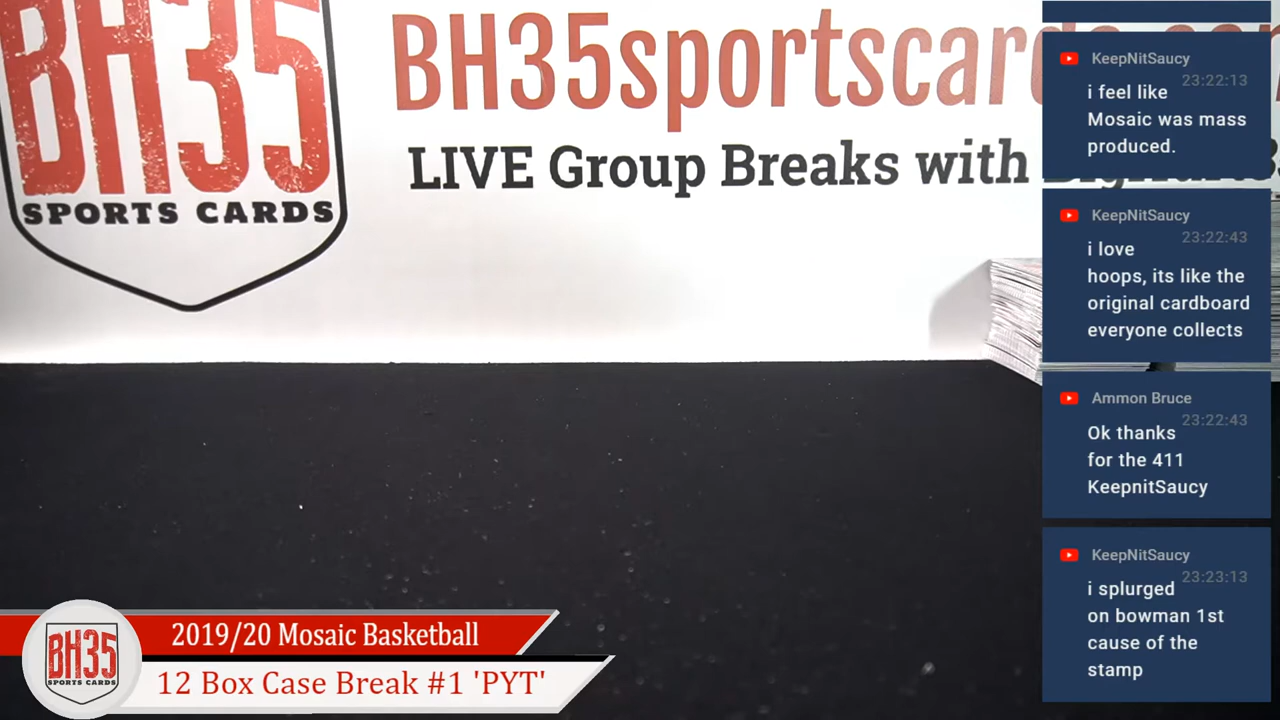 BH35
SPORTS CARDS
BH35sportscards
LIVE Group Breaks with
KeepNitSaucy
23:22:13
i feel like
Mosaic was mass
produced.
KeepNitSaucy
23:22:43
i love
hoops, its like the
original cardboard
everyone collects
Ammon Bruce
23:22:43
Ok thanks
for the 411
KeepnitSaucy
KeepNitSaucy
23:23:13
i splurged
on bowman 1st
cause of the
stamp
BH35
SPORTS CARDS
2019/20 Mosaic Basketball
12 Box Case Break #1 'PYT'